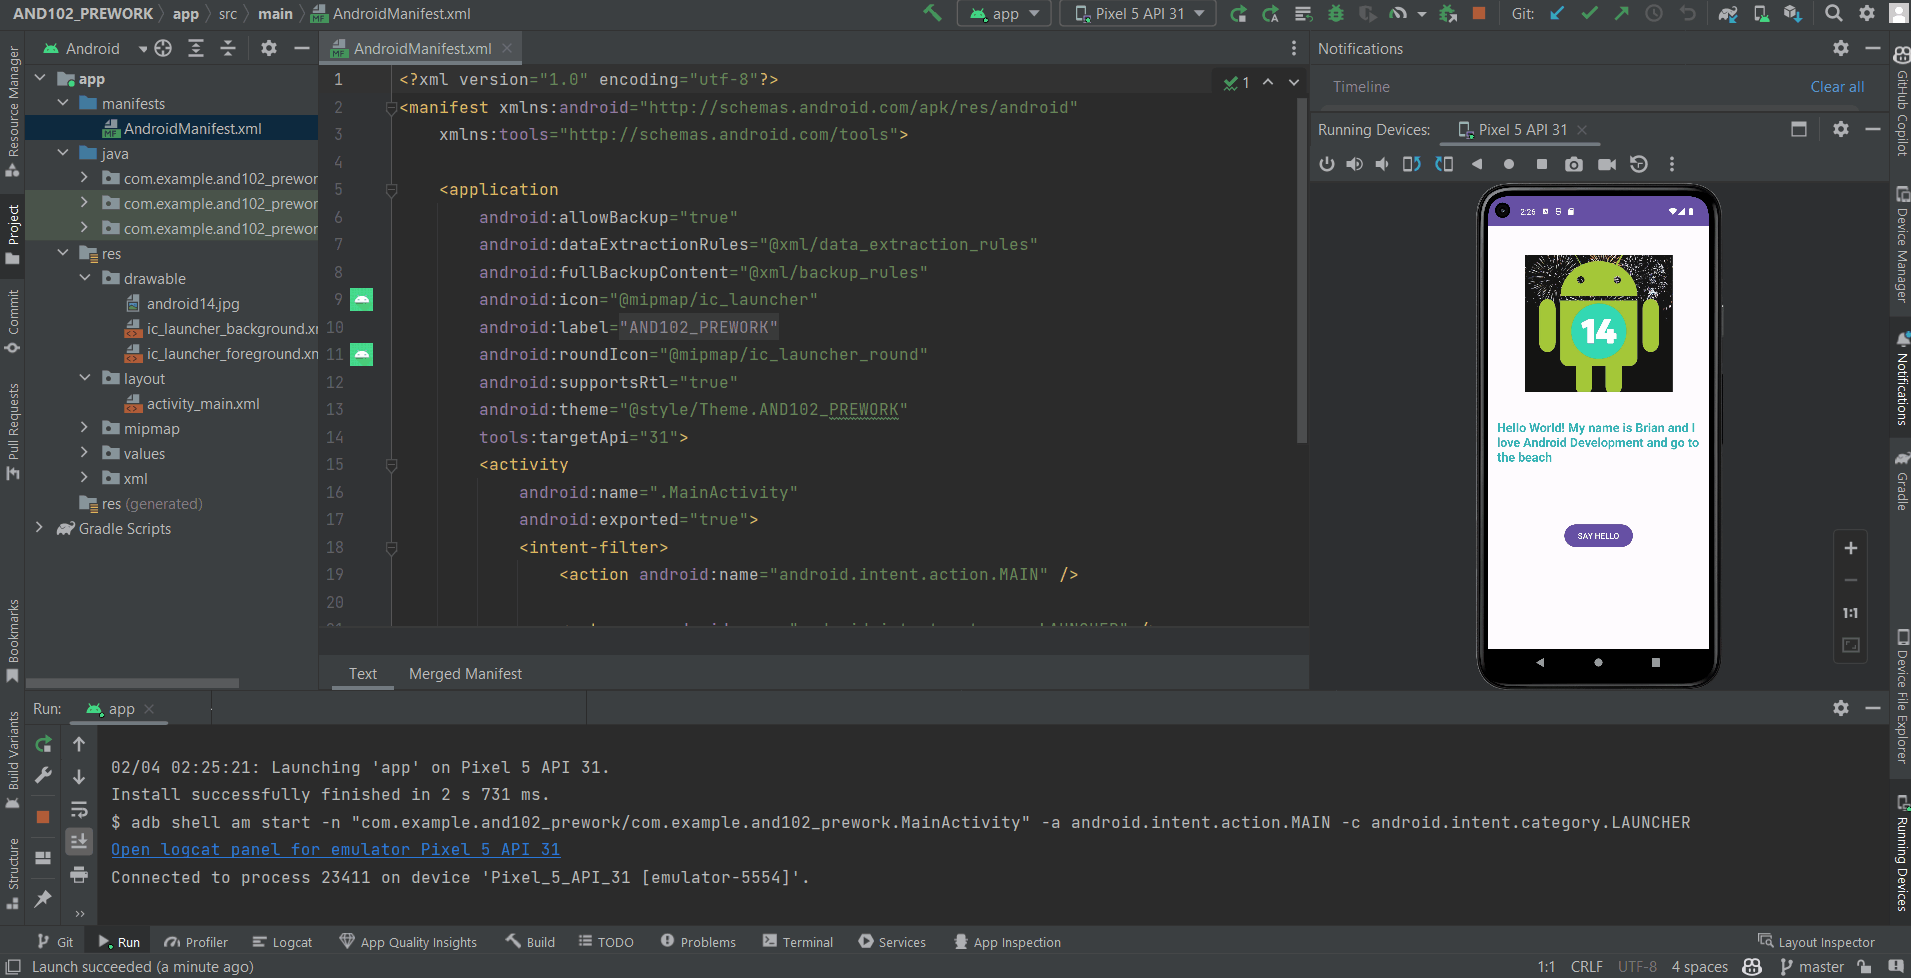 AND102_PREWORK app src main AndroidManifest.xml
app
Pixel 5 API 31
Git:
Android
AndroidManifest.xml
Notifications
Timeline
Clear all
Running Devices:
Pixel 5 API 31
Resource Manager
Project
Commit
Pull Requests
Bookmarks
Build Variants
Structure
app
manifests
AndroidManifest.xml
java
com.example.and102_prewor
com.example.and102_prewor
com.example.and102_prewor
res
drawable
android14.jpg
ic_launcher_background.x
ic_launcher_foreground.xm
layout
activity_main.xml
mipmap
values
xml
res (generated)
Gradle Scripts
1
1 <?xml version="1.0" encoding="utf-8"?>
2 <manifest xmlns:android="http://schemas.android.com/apk/res/android"
3 xmlns:tools="http://schemas.android.com/tools">
4
5 <application
6 android:allowBackup="true"
7 android:dataExtractionRules="@xml/data_extraction_rules"
8 android:fullBackupContent="@xml/backup_rules"
9 android:icon="@mipmap/ic_launcher"
10 android:label="AND102_PREWORK"
11 android:roundIcon="@mipmap/ic_launcher_round"
12 android:supportsRtl="true"
13 android:theme="@style/Theme.AND102_PREWORK"
14 tools:targetApi="31">
15 <activity
16 android:name=".MainActivity"
17 android:exported="true">
18 <intent-filter>
19 <action android:name="android.intent.action.MAIN" />
20
Text
Merged Manifest
2:26
14
Hello World! My name is Brian and I
love Android Development and go to
the beach
SAY HELLO
1:1
GitHub Copilot
Device Manager
Notifications
Gradle
Device File Explorer
Running Devices
Run:
app
02/04 02:25:21: Launching 'app' on Pixel 5 API 31.
Install successfully finished in 2 s 731 ms.
$ adb shell am start -n "com.example.and102_prework/com.example.and102_prework.MainActivity" -a android.intent.action.MAIN -c android.intent.category.LAUNCHER
Open logcat panel for emulator Pixel 5 API 31
Connected to process 23411 on device 'Pixel_5_API_31 [emulator-5554]'.
Git
Run
Profiler
Logcat
App Quality Insights
Build
TODO
Problems
Terminal
Services
App Inspection
Layout Inspector
Launch succeeded (a minute ago)
1:1
CRLF
UTF-8
4 spaces
master